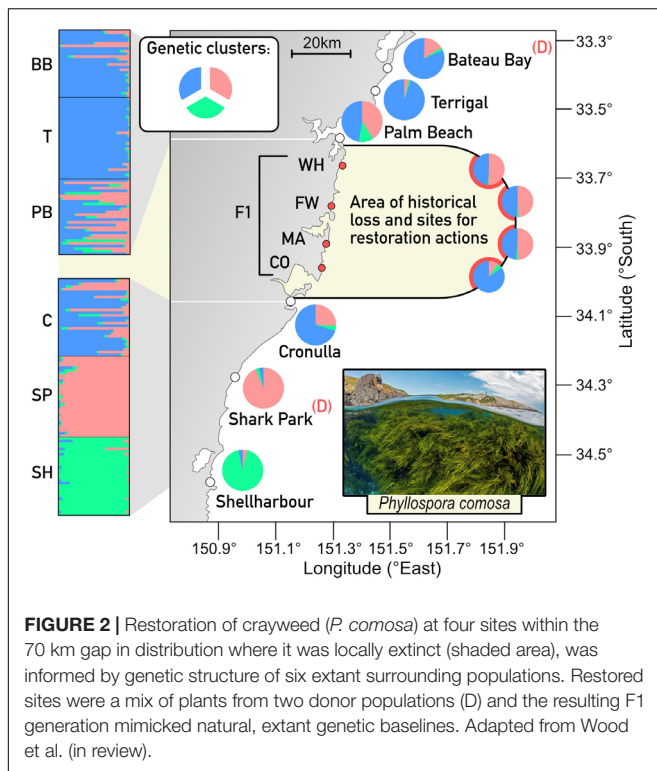 Genetic clusters:
20km
(D)
33.3°
BB
Bateau Bay
T
Terrigal
33.5°
PB
Palm Beach
WH
33.7°
F1
FW
Area of historical
loss and sites for
restoration actions
MA
33.9°
CO
Latitude (°South)
34.1°
C
Cronulla
SP
34.3°
Shark Park
(D)
SH
34.5°
Shellharbour
Phyllospora comosa
150.9° 151.1° 151.3° 151.5° 151.7° 151.9°
Longitude (°East)
FIGURE 2 | Restoration of crayweed (P. comosa) at four sites within the
70 km gap in distribution where it was locally extinct (shaded area), was
informed by genetic structure of six extant surrounding populations. Restored
sites were a mix of plants from two donor populations (D) and the resulting F1
generation mimicked natural, extant genetic baselines. Adapted from Wood
et al. (in review).